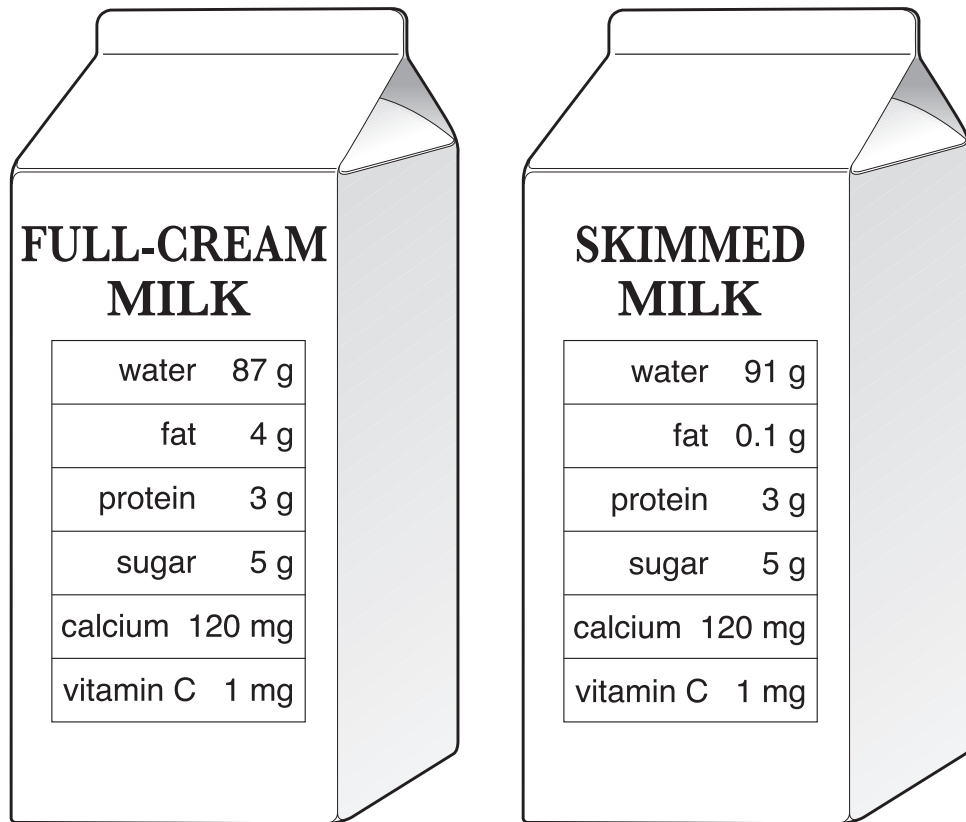 FULL-CREAM
MILK
water 87 g
fat 4 g
protein 3 g
sugar 5 g
calcium 120 mg
vitamin C 1 mg
SKIMMED
MILK
water 91 g
fat 0.1 g
protein 3 g
sugar 5 g
calcium 120 mg
vitamin C 1 mg